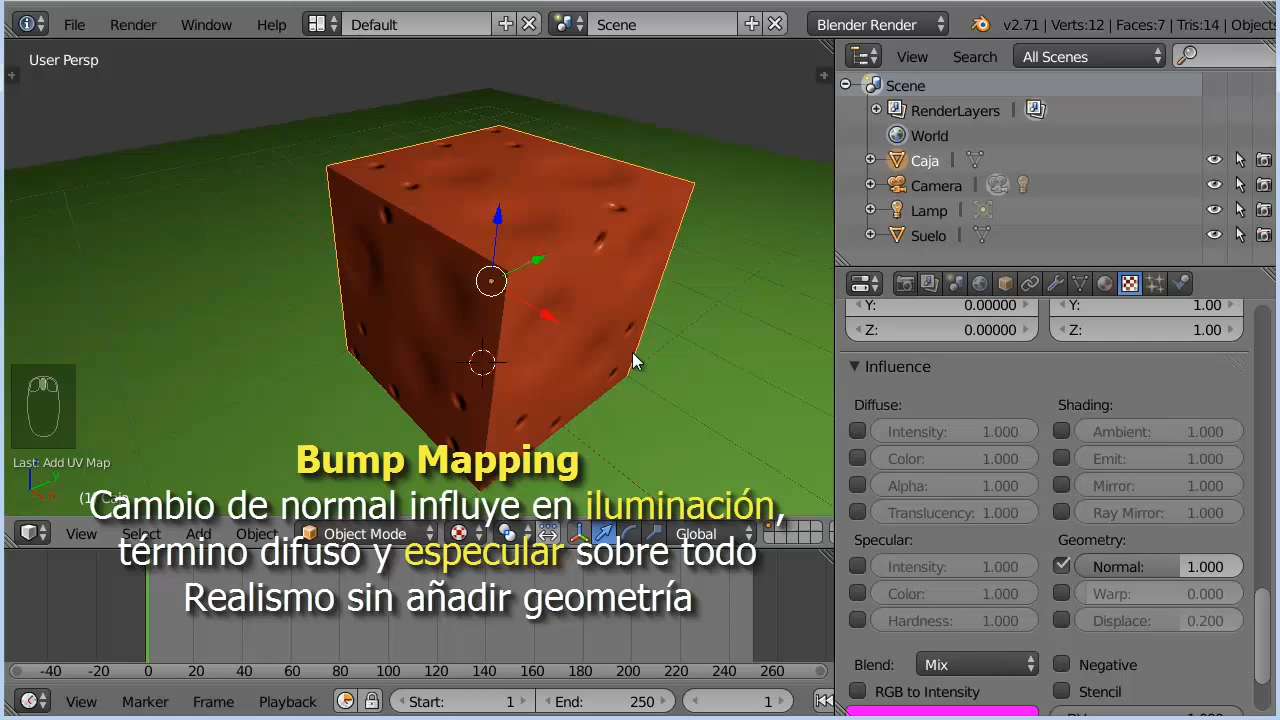 File Render Window Help Default Scene Blender Render v2.71 | Verts:12 | Faces:7 | Tris:14 | Object
User Persp
View Search All Scenes
Scene
RenderLayers
World
Caja
Camera
Lamp
Suelo
Y: 0.00000 Y: 1.00
Z: 0.00000 Z: 1.00
Influence
Diffuse: Shading:
Intensity: 1.000 Ambient: 1.000
Color: 1.000 Emit: 1.000
Alpha: 1.000 Mirror: 1.000
Translucency: 1.000 Ray Mirror: 1.000
Specular: Geometry:
Intensity: 1.000 Normal: 1.000
Color: 1.000 Warp: 0.000
Hardness: 1.000 Displace: 0.200
Blend: Mix Negative
RGB to Intensity Stencil
Last: Add UV Map
Bump Mapping
Cambio de normal influye en iluminación,
término difuso y especular sobre todo
Realismo sin añadir geometría
View Select Add Object Object Mode Global
-40 -20 0 20 40 60 80 100 120 140 160 180 200 220 240 260
View Marker Frame Playback Start: 1 End: 250 1